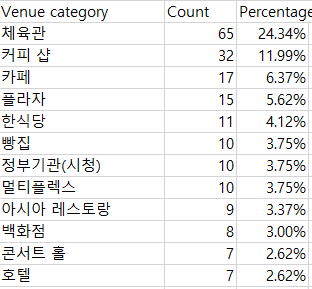 Venue category Count Percentage
체육관 65 24.34%
커피 샵 32 11.99%
카페 17 6.37%
플라자 15 5.62%
한식당 11 4.12%
빵집 10 3.75%
정부기관(시청) 10 3.75%
멀티플렉스 10 3.75%
아시아 레스토랑 9 3.37%
백화점 8 3.00%
콘서트 홀 7 2.62%
호텔 7 2.62%